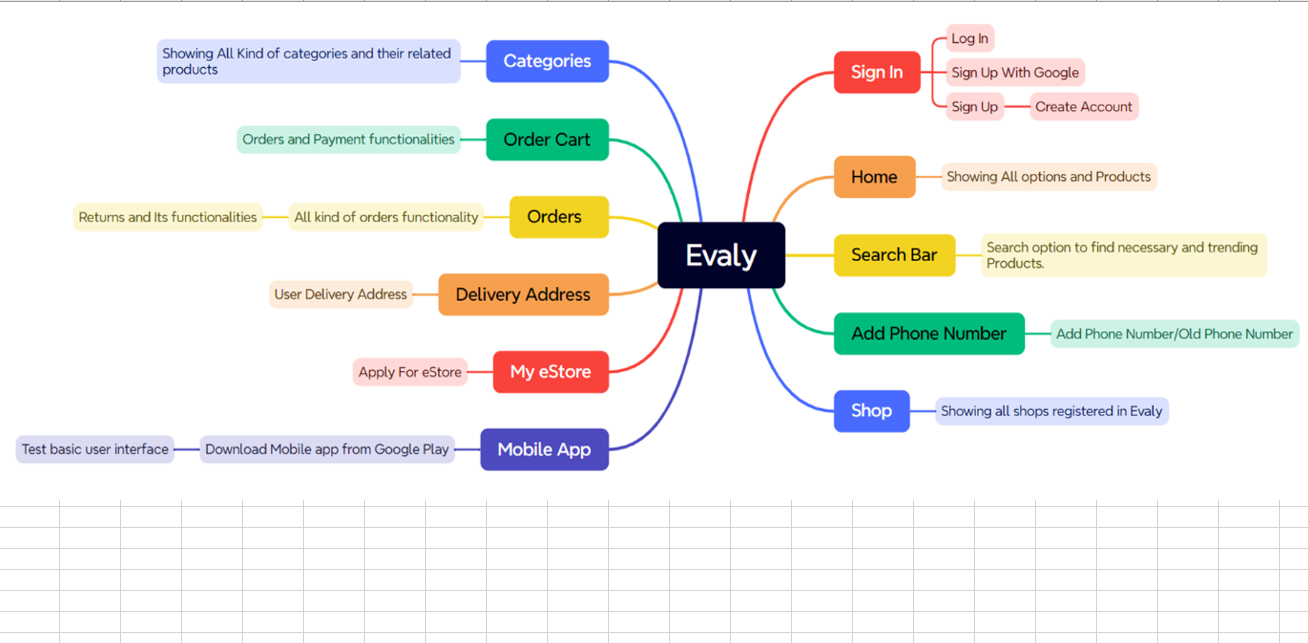 Evaly
Sign In
Log In
Sign Up With Google
Sign Up
Create Account
Home
Showing All options and Products
Search Bar
Search option to find necessary and trending
Products.
Add Phone Number
Add Phone Number/Old Phone Number
Shop
Showing all shops registered in Evaly
Categories
Showing All Kind of categories and their related
products
Order Cart
Orders and Payment functionalities
Orders
All kind of orders functionality
Returns and Its functionalities
Delivery Address
User Delivery Address
My eStore
Apply For eStore
Mobile App
Download Mobile app from Google Play
Test basic user interface